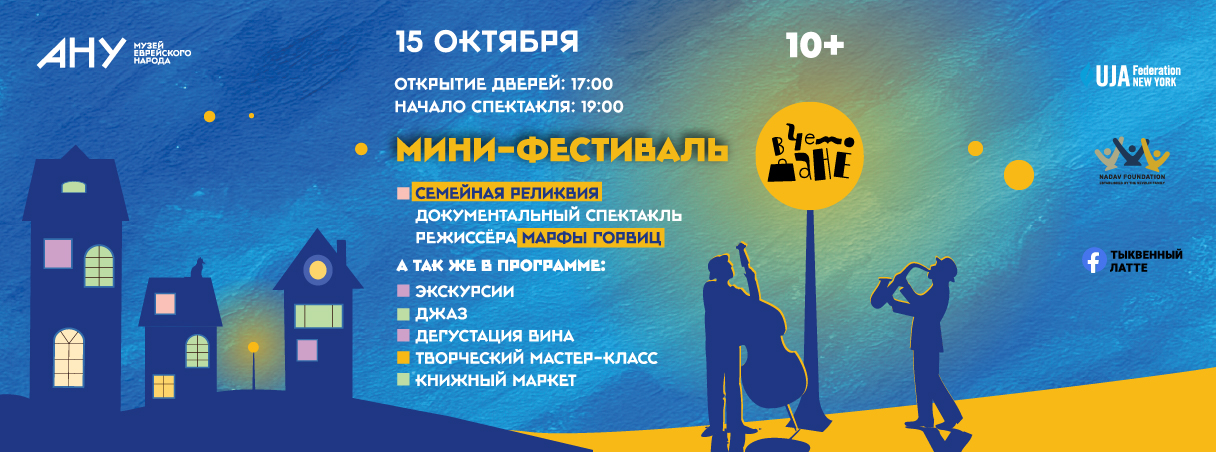 АНУ
МУЗЕЙ
ЕВРЕЙСКОГО
НАРОДА
15 ОКТЯБРЯ
ОТКРЫТИЕ ДВЕРЕЙ: 17:00
НАЧАЛО СПЕКТАКЛЯ: 19:00
МИНИ-ФЕСТИВАЛЬ
СЕМЕЙНАЯ РЕЛИКВИЯ
ДОКУМЕНТАЛЬНЫЙ СПЕКТАКЛЬ
РЕЖИССЁРА МАРФЫ ГОРВИЦ
А ТАК ЖЕ В ПРОГРАММЕ:
ЭКСКУРСИИ
ДЖАЗ
ДЕГУСТАЦИЯ ВИНА
ТВОРЧЕСКИЙ МАСТЕР-КЛАСС
КНИЖНЫЙ МАРКЕТ
10+
в Чемо
дАНЕ
UJA Federation
NEW YORK
NADAV FOUNDATION
ТЫКВЕННЫЙ
ЛАТТЕ